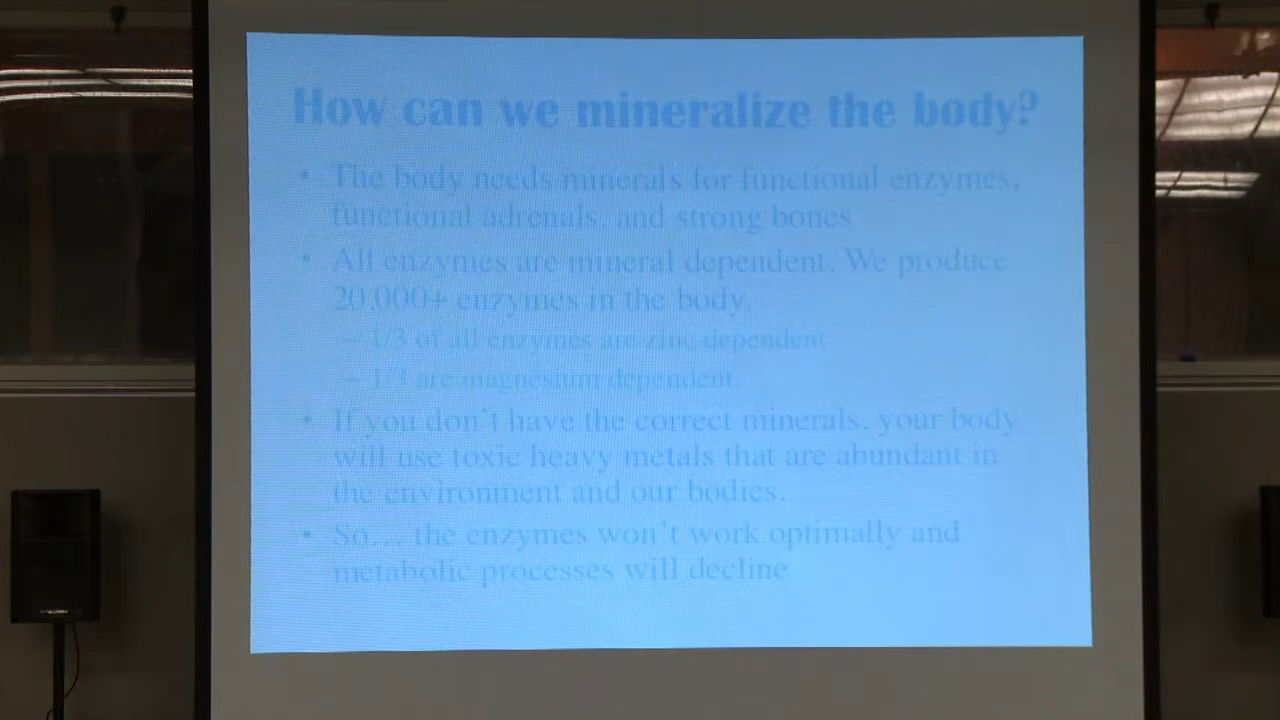 How can we mineralize the body?
• The body needs minerals for functional enzymes,
functional adrenals, and strong bones
• All enzymes are mineral dependent. We produce
20,000+ enzymes in the body.
– 1/3 of all enzymes are zinc dependent
– 1/3 are magnesium dependent
• If you don't have the correct minerals, your body
will use toxic heavy metals that are abundant in
the environment and our bodies.
• So... the enzymes won't work optimally and
metabolic processes will decline